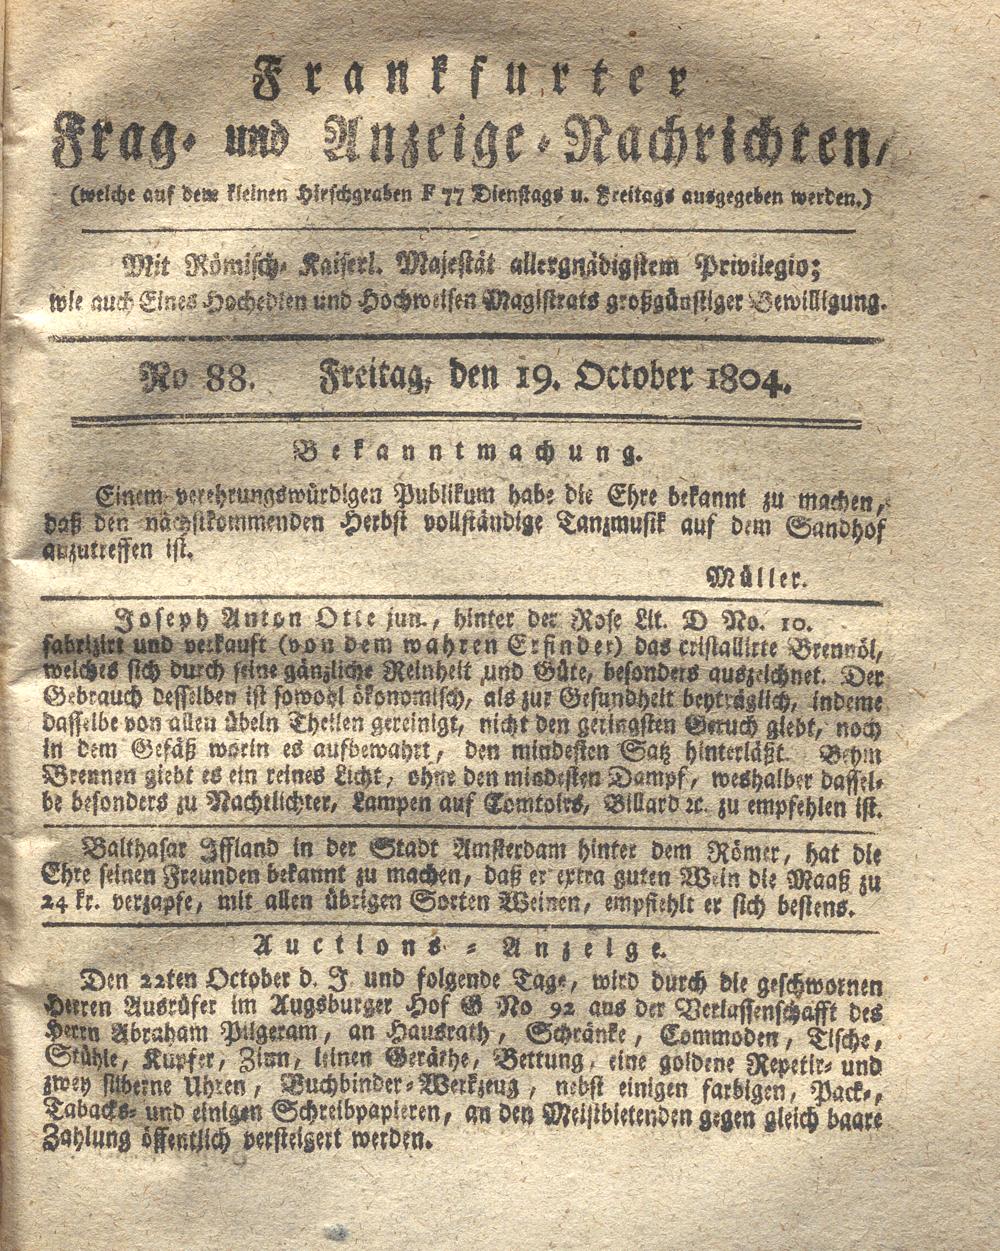 Frankfurter
Frag- und Anzeige-Nachrichten,
(welche auf dem kleinen Hirschgraben F 77 Dienstags u. Freitags ausgegeben werden.)
Mit Römisch- Kaiserl. Majestät allergnädigstem Privilegio;
wie auch Eines Hochedlen und Hochweisen Magistrats großgünstiger Bewilligung.
No 88. Freitag, den 19. October 1804.
Bekanntmachung.
Einem verehrungswürdigen Publikum habe die Ehre bekannt zu machen,
daß den nächstkommenden Herbst vollständige Tanzmusik auf dem Sandhof
anzutreffen ist.
Müller.
Joseph Anton Otte jun., hinter der Rose Lit. D No. 10.
fabrizirt und verkauft (von dem wahren Erfinder) das cristallirte Brennöl,
welches sich durch seine gänzliche Reinheit und Güte, besonders auszeichnet. Der
Gebrauch desselben ist sowohl ökonomisch, als zur Gesundheit beyträglich, indeme
dasselbe von allen übeln Theilen gereinigt, nicht den geringsten Geruch giebt, noch
in dem Gefäß worin es aufbewahrt, den mindesten Satz hinterläßt. Beym
Brennen giebt es ein reines Licht, ohne den mindesten Dampf, weshalber dassel-
be besonders zu Nachtlichter, Lampen auf Comtoirs, Billard ꝛc. zu empfehlen ist.
Balthasar Iffland in der Stadt Amsterdam hinter dem Römer, hat die
Ehre seinen Freunden bekannt zu machen, daß er extra guten Wein die Maaß zu
24 kr. verzapfe, mit allen übrigen Sorten Weinen, empfiehlt er sich bestens.
Auctions-Anzeige.
Den 22ten October d. J. und folgende Tage, wird durch die geschwornen
Herren Ausrüfer im Augsburger Hof G No 92 aus der Verlassenschafft des
Herrn Abraham Pilgeram, an Hausrath, Schränke, Commoden, Tische,
Stühle, Kupfer, Zinn, leinen Geräthe, Bettung, eine goldene Repetir- und
zwey silberne Uhren, Buchbinder-Werkzeug, nebst einigen farbigen, Pack-,
Tabacks- und einigen Schreibpapieren, an den Meistbietenden gegen gleich baare
Zahlung öffentlich versteigert werden.